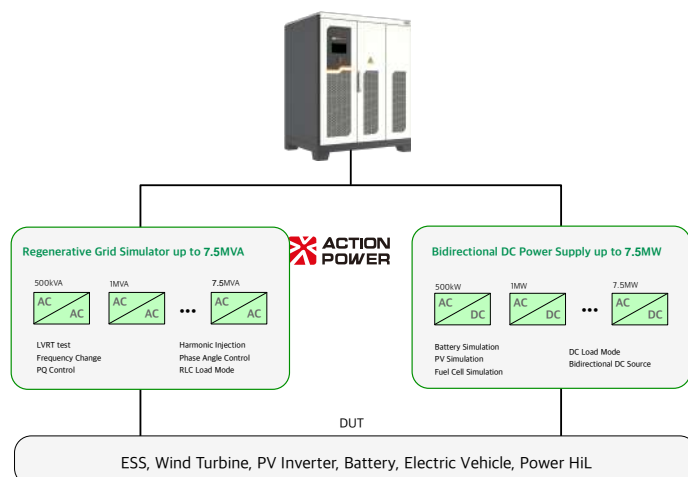 ACTION
POWER
Regenerative Grid Simulator up to 7.5MVA
500kVA
1MVA
7.5MVA
AC
AC
AC
AC
•••
AC
AC
LVRT test
Frequency Change
PQ Control
Harmonic Injection
Phase Angle Control
RLC Load Mode
Bidirectional DC Power Supply up to 7.5MW
500kW
1MW
7.5MW
AC
DC
AC
DC
•••
AC
DC
Battery Simulation
PV Simulation
Fuel Cell Simulation
DC Load Mode
Bidirectional DC Source
DUT
ESS, Wind Turbine, PV Inverter, Battery, Electric Vehicle, Power HiL